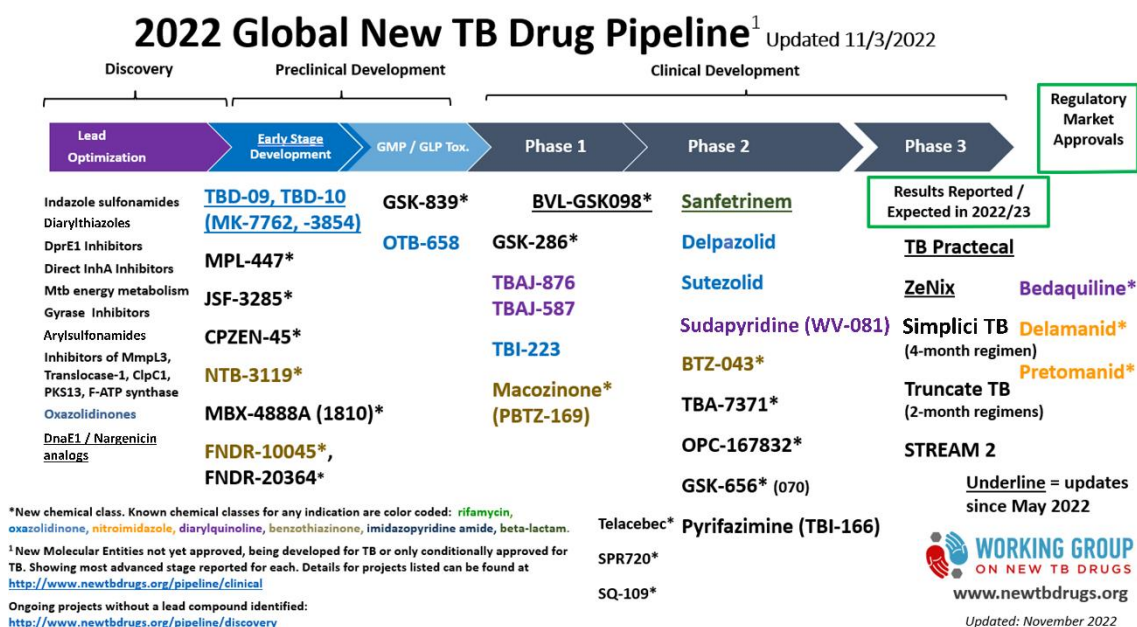 2022 Global New TB Drug Pipeline¹ Updated 11/3/2022
Discovery
Preclinical Development
Clinical Development
Lead
Optimization
Early Stage
Development
GMP / GLP Tox.
Phase 1
Phase 2
Phase 3
Regulatory
Market
Approvals
Indazole sulfonamides
Diarylthiazoles
DprE1 Inhibitors
Direct InhA Inhibitors
Mtb energy metabolism
Gyrase Inhibitors
Arylsulfonamides
Inhibitors of MmpL3,
Translocase-1, ClpC1,
PKS13, F-ATP synthase
Oxazolidinones
DnaE1 / Nargenicin
analogs
TBD-09, TBD-10
(MK-7762, -3854)
MPL-447*
JSF-3285*
CPZEN-45*
NTB-3119*
MBX-4888A (1810)*
FNDR-10045*,
FNDR-20364*
GSK-839*
OTB-658
BVL-GSK098*
GSK-286*
TBAJ-876
TBAJ-587
TBI-223
Macozinone*
(PBTZ-169)
Telacebec*
SPR720*
SQ-109*
Sanfetrinem
Delpazolid
Sutezolid
Sudapyridine (WV-081)
BTZ-043*
TBA-7371*
OPC-167832*
GSK-656* (070)
Pyrifazimine (TBI-166)
Results Reported /
Expected in 2022/23
TB Practecal
ZeNix
Simplici TB
(4-month regimen)
Truncate TB
(2-month regimens)
STREAM 2
Bedaquiline*
Delamanid*
Pretomanid*
Underline = updates
since May 2022
*New chemical class. Known chemical classes for any indication are color coded: rifamycin,
oxazolidinone, nitroimidazole, diarylquinoline, benzothiazinone, imidazopyridine amide, beta-lactam.
¹ New Molecular Entities not yet approved, being developed for TB or only conditionally approved for
TB. Showing most advanced stage reported for each. Details for projects listed can be found at
http://www.newtbdrugs.org/pipeline/clinical
Ongoing projects without a lead compound identified:
http://www.newtbdrugs.org/pipeline/discovery
WORKING GROUP
ON NEW TB DRUGS
www.newtbdrugs.org
Updated: November 2022